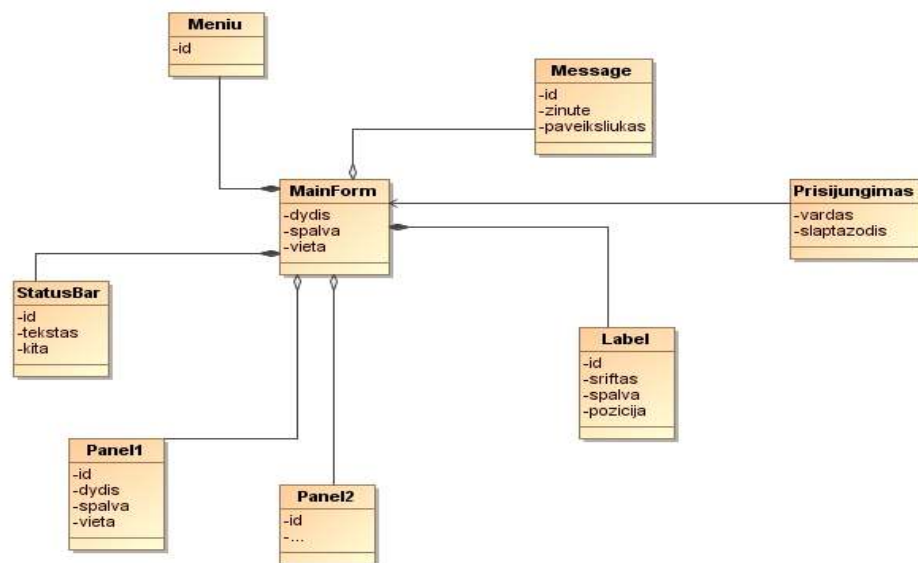 Meniu
-id
Message
-id
-zinute
-paveiksliukas
MainForm
-dydis
-spalva
-vieta
Prisijungimas
-vardas
-slaptazodis
StatusBar
-id
-tekstas
-kita
Label
-id
-sriftas
-spalva
-pozicija
Panel1
-id
-dydis
-spalva
-vieta
Panel2
-id
-...